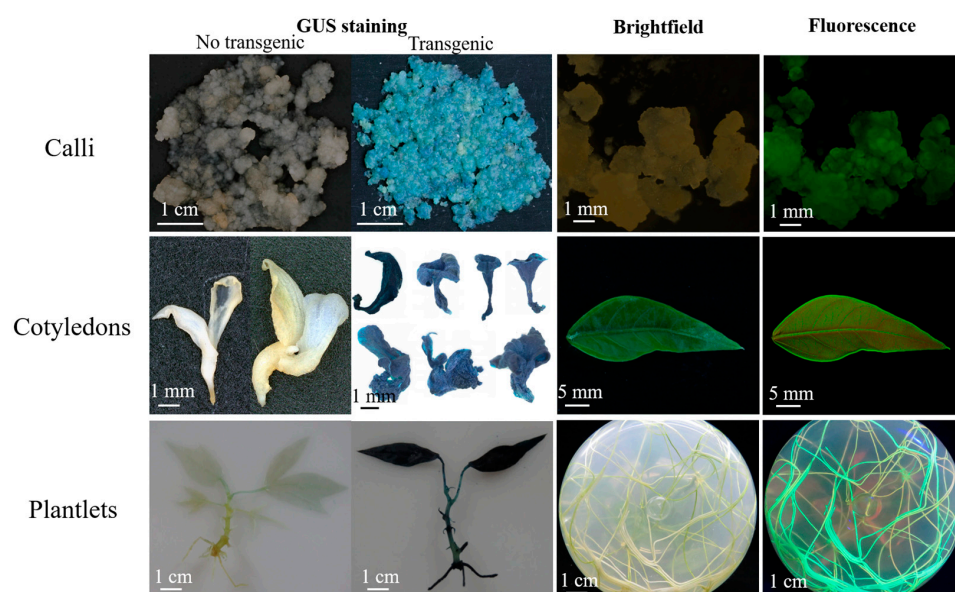 GUS staining
Brightfield
Fluorescence
No transgenic
Transgenic
Calli
1 cm
1 cm
1 mm
1 mm
Cotyledons
1 mm
1 mm
5 mm
5 mm
Plantlets
1 cm
1 cm
1 cm
1 cm